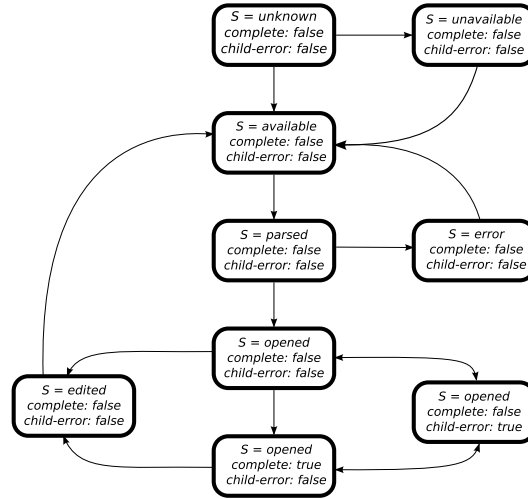 S = unknown
complete: false
child-error: false
S = unavailable
complete: false
child-error: false
S = available
complete: false
child-error: false
S = parsed
complete: false
child-error: false
S = error
complete: false
child-error: false
S = opened
complete: false
child-error: false
S = edited
complete: false
child-error: false
S = opened
complete: false
child-error: true
S = opened
complete: true
child-error: false